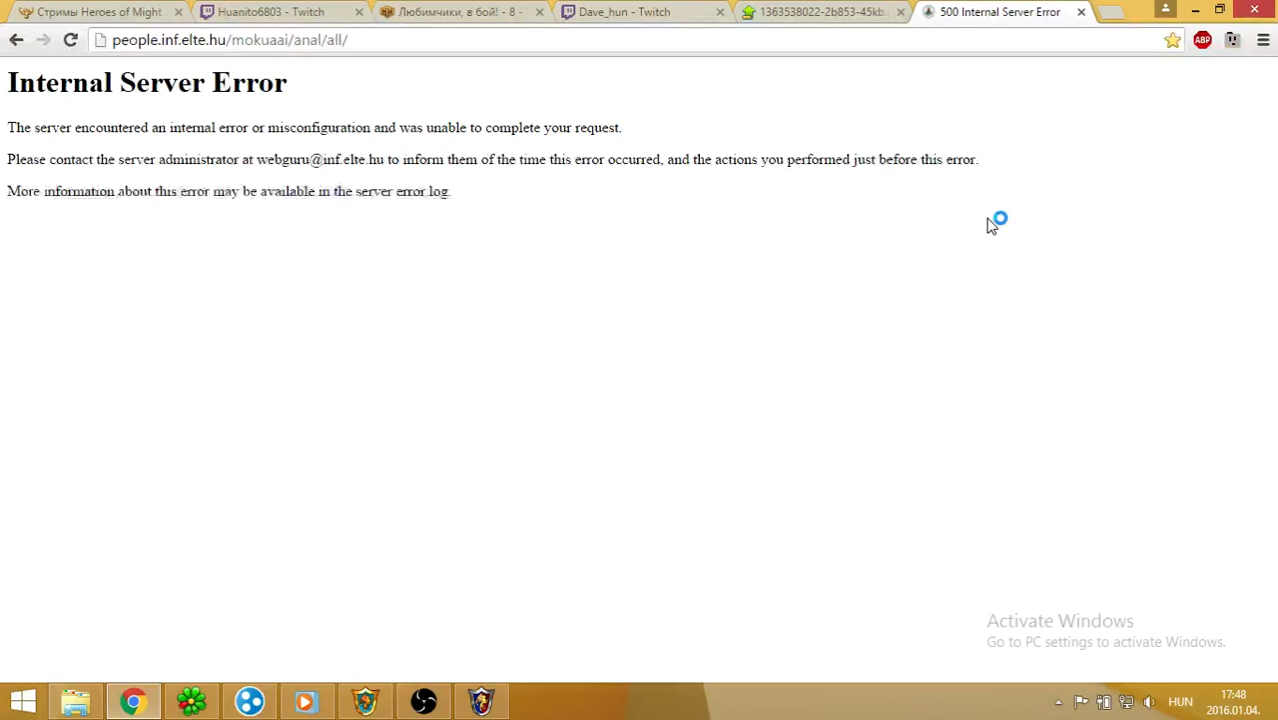 Стримы Heroes of Might
Huanito6803 - Twitch
Любимчики, в бой! - 8 -
Dave_hun - Twitch
1363538022-2b853-45kb.
500 Internal Server Error
people.inf.elte.hu/mokuaai/anal/all/
ABP
Internal Server Error
The server encountered an internal error or misconfiguration and was unable to complete your request.
Please contact the server administrator at webguru@inf.elte.hu to inform them of the time this error occurred, and the actions you performed just before this error.
More information about this error may be available in the server error log.
Activate Windows
Go to PC settings to activate Windows.
HUN
17:48
2016.01.04.